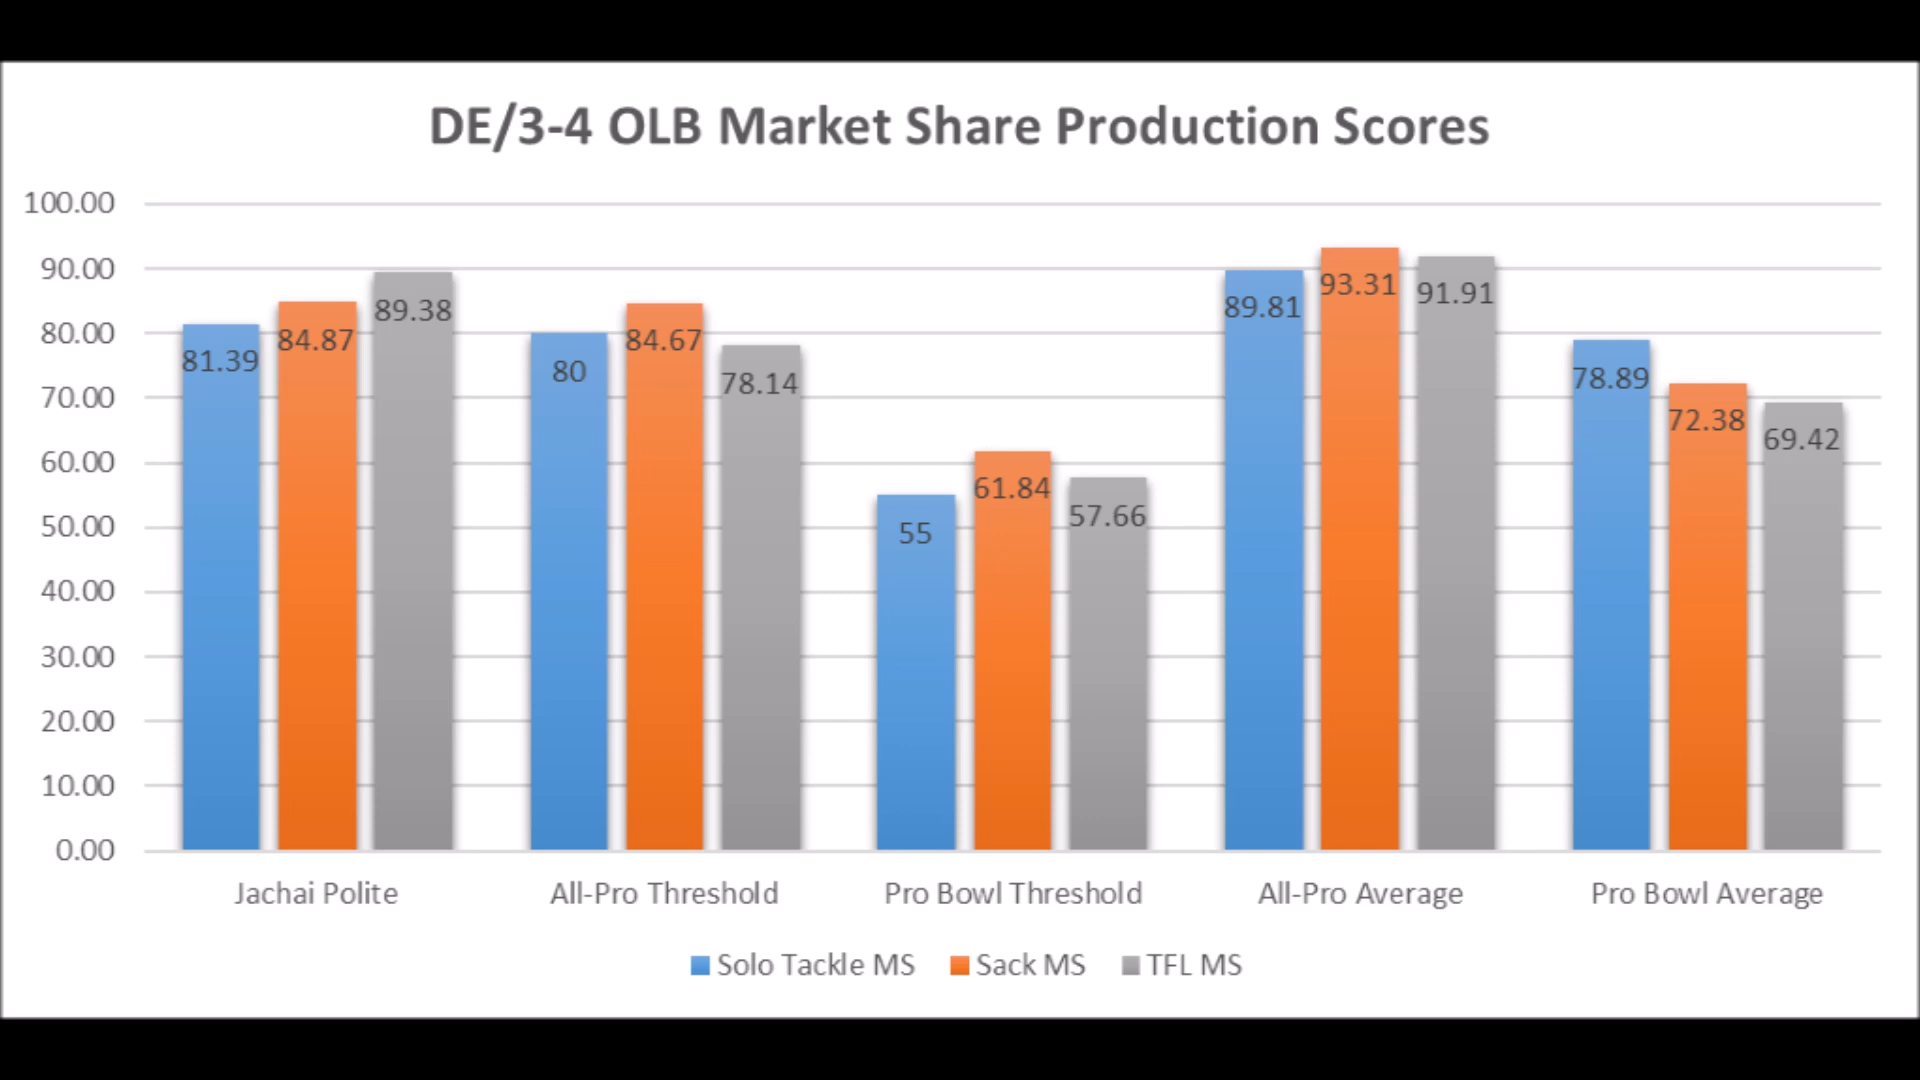 DE/3-4 OLB Market Share Production Scores
100.00
90.00
80.00
70.00
60.00
50.00
40.00
30.00
20.00
10.00
0.00
81.39 84.87 89.38
80 84.67 78.14
55 61.84 57.66
89.81 93.31 91.91
78.89 72.38 69.42
Jachai Polite All-Pro Threshold Pro Bowl Threshold All-Pro Average Pro Bowl Average
Solo Tackle MS Sack MS TFL MS